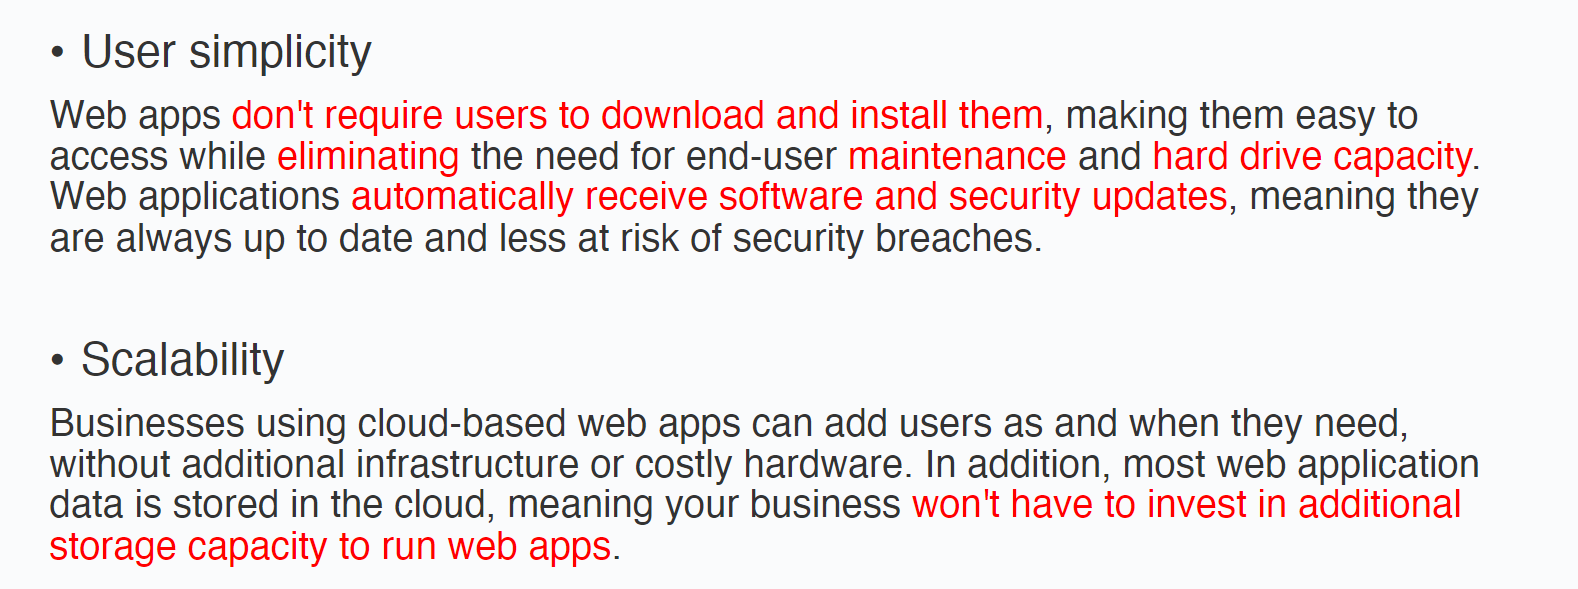 • User simplicity
Web apps don't require users to download and install them, making them easy to
access while eliminating the need for end-user maintenance and hard drive capacity.
Web applications automatically receive software and security updates, meaning they
are always up to date and less at risk of security breaches.
• Scalability
Businesses using cloud-based web apps can add users as and when they need,
without additional infrastructure or costly hardware. In addition, most web application
data is stored in the cloud, meaning your business won't have to invest in additional
storage capacity to run web apps.